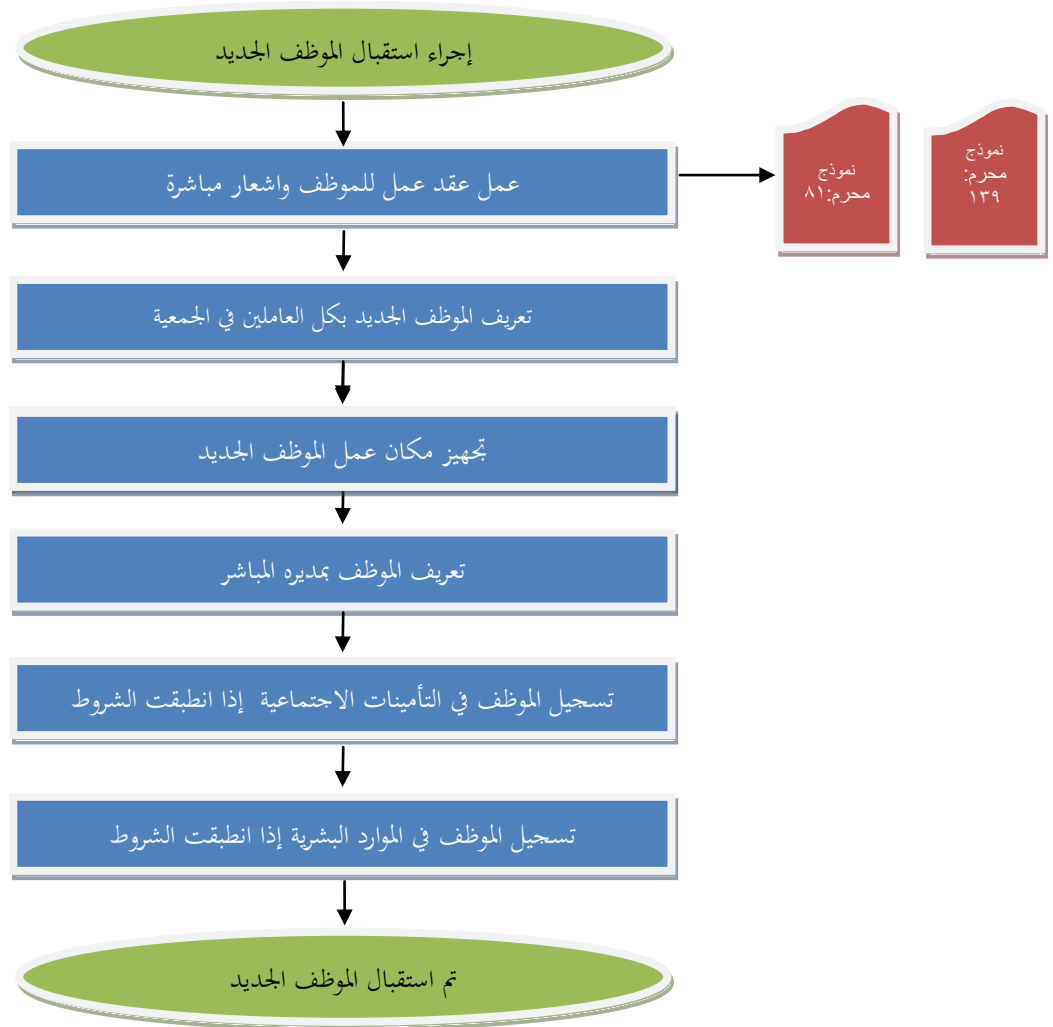 إجراء استقبال الموظف الجديد
عمل عقد عمل للموظف واشعار مباشرة
نموذج
محرم:٨١
نموذج
محرم:
١٣٩
تعريف الموظف الجديد بكل العاملين في الجمعية
تجهيز مكان عمل الموظف الجديد
تعريف الموظف بمديره المباشر
تسجيل الموظف في التأمينات الاجتماعية إذا انطبقت الشروط
تسجيل الموظف في الموارد البشرية إذا انطبقت الشروط
تم استقبال الموظف الجديد